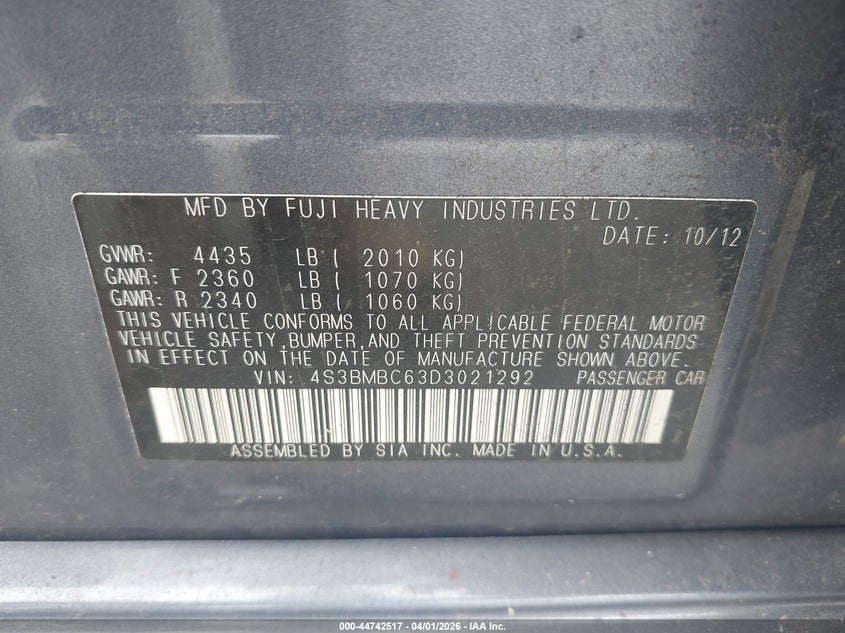 MFD BY FUJI HEAVY INDUSTRIES LTD.
DATE: 10/12
GVWR: 4435 LB ( 2010 KG)
GAWR: F 2360 LB ( 1070 KG)
GAWR: R 2340 LB ( 1060 KG)
THIS VEHICLE CONFORMS TO ALL APPLICABLE FEDERAL MOTOR
VEHICLE SAFETY,BUMPER,AND THEFT PREVENTION STANDARDS
IN EFFECT ON THE DATE OF MANUFACTURE SHOWN ABOVE.
VIN: 4S3BMBC63D3021292 PASSENGER CAR
ASSEMBLED BY SIA INC. MADE IN U.S.A.
000-44742517 - 04/01/2026 - IAA Inc.